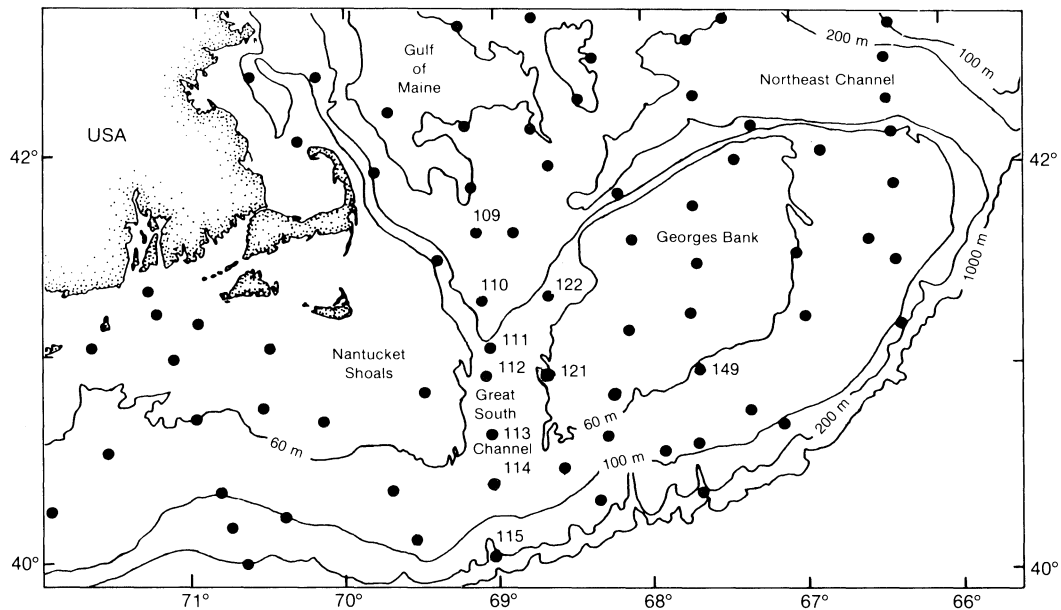 200 m
100 m
Gulf
of
Maine
Northeast Channel
USA
42°
42°
109
Georges Bank
1000 m
110
122
111
Nantucket
Shoals
112
121
149
Great
South
Channel
60 m
200 m
113
60 m
100 m
114
115
40°
40°
71°
70°
69°
68°
67°
66°